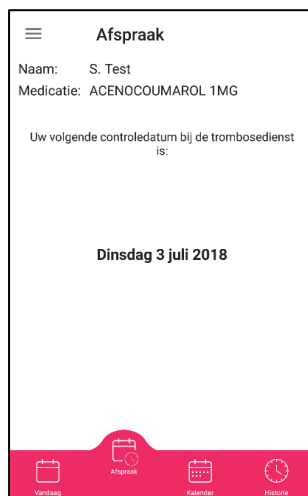 Afspraak
Naam: S. Test
Medicatie: ACENOCOUMAROL 1MG
Uw volgende controledatum bij de trombosedienst
is:
Dinsdag 3 juli 2018
Vandaag Afspraak Kalender Historie